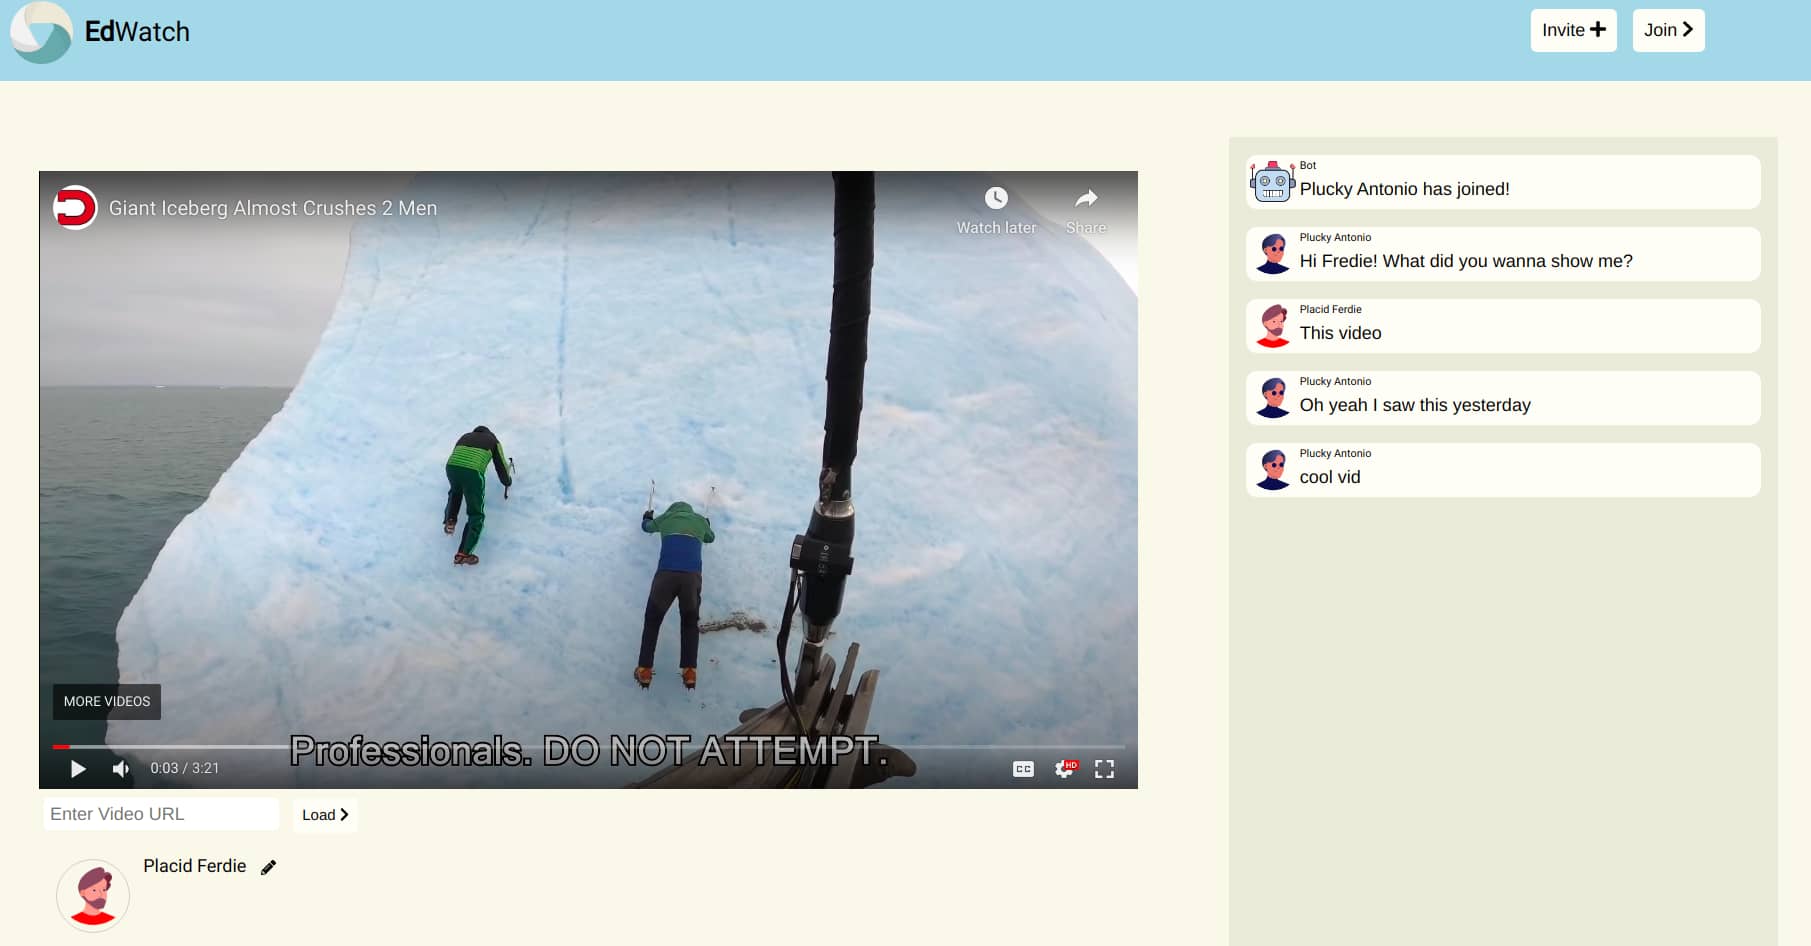 EdWatch
Invite
Join
Giant Iceberg Almost Crushes 2 Men
Watch later
Share
MORE VIDEOS
Professionals. DO NOT ATTEMPT.
0:03 / 3:21
CC
HD
Enter Video URL
Load
Placid Ferdie
Bot
Plucky Antonio has joined!
Plucky Antonio
Hi Fredie! What did you wanna show me?
Placid Ferdie
This video
Plucky Antonio
Oh yeah I saw this yesterday
Plucky Antonio
cool vid